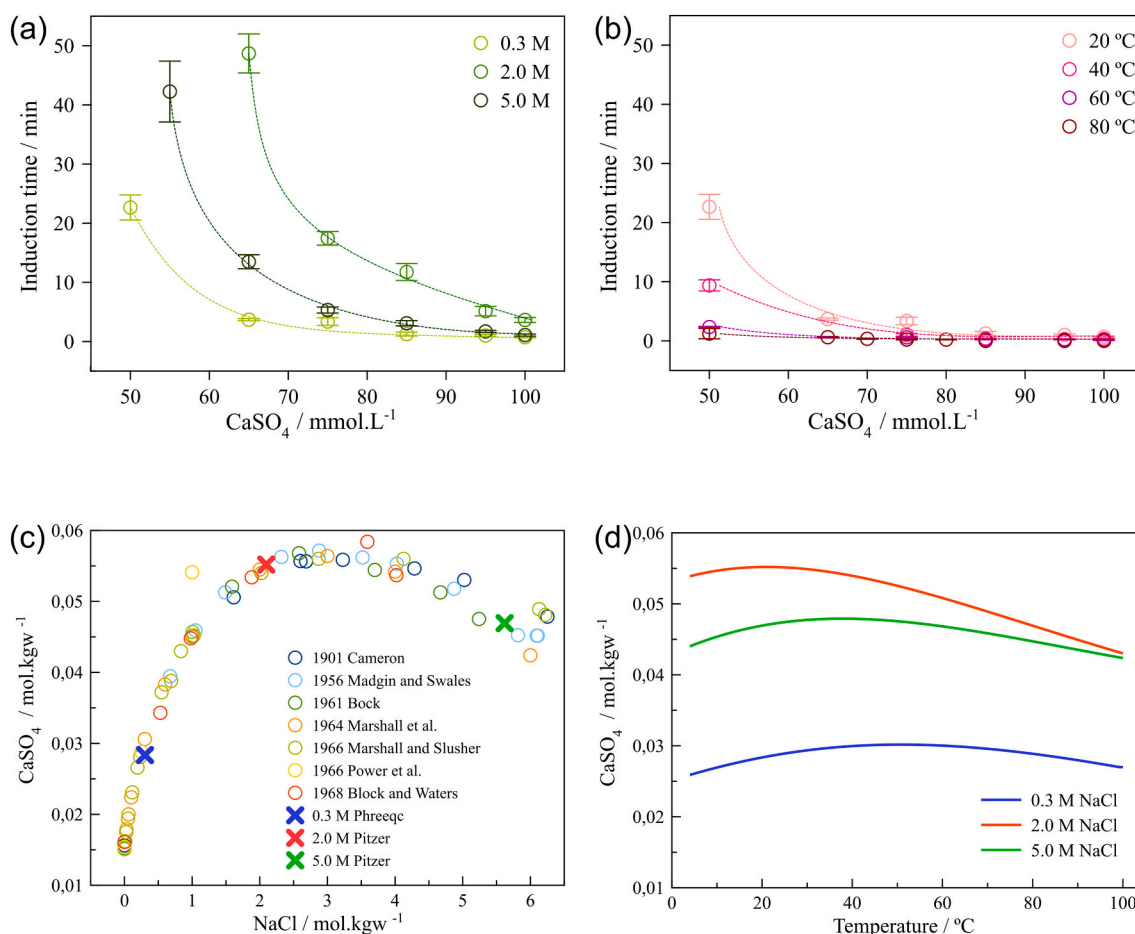 (a)
50
40
30
20
10
0
Induction time / min
0.3 M
2.0 M
5.0 M
50 60 70 80 90 100
CaSO4 / mmol.L-1
(b)
50
40
30
20
10
0
Induction time / min
20 ºC
40 ºC
60 ºC
80 ºC
50 60 70 80 90 100
CaSO4 / mmol.L-1
(c)
0,06
0,05
0,04
0,03
0,02
0,01
CaSO4 / mol.kgw-1
1901 Cameron
1956 Madgin and Swales
1961 Bock
1964 Marshall et al.
1966 Marshall and Slusher
1966 Power et al.
1968 Block and Waters
0.3 M Phreeqc
2.0 M Pitzer
5.0 M Pitzer
0 1 2 3 4 5 6
NaCl / mol.kgw-1
(d)
0,06
0,05
0,04
0,03
0,02
0,01
CaSO4 / mol.kgw-1
0.3 M NaCl
2.0 M NaCl
5.0 M NaCl
0 20 40 60 80 100
Temperature / ºC